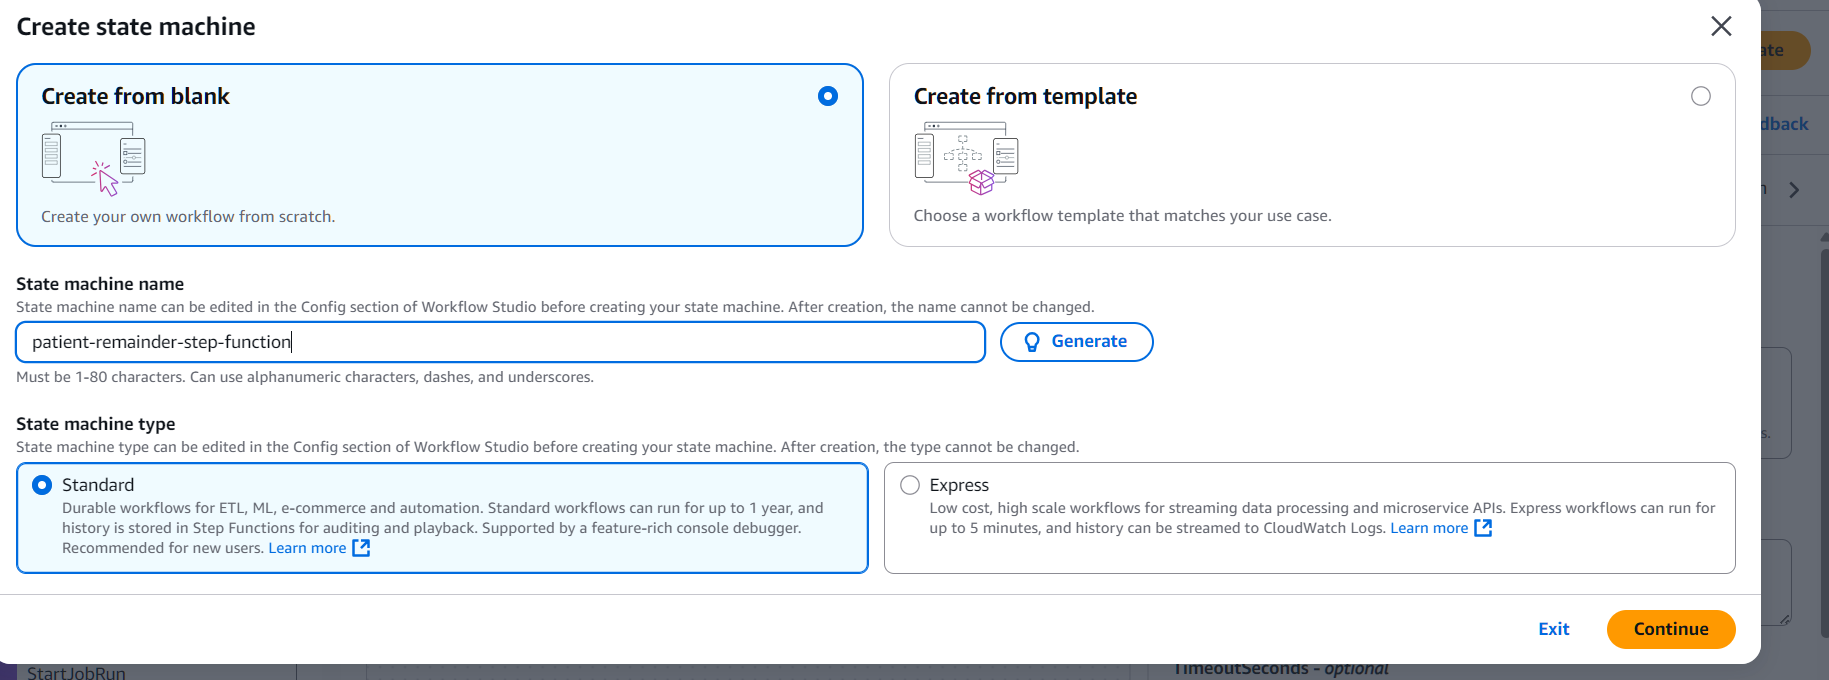 Create state machine
Create from blank
Create your own workflow from scratch.
Create from template
Choose a workflow template that matches your use case.
State machine name
State machine name can be edited in the Config section of Workflow Studio before creating your state machine. After creation, the name cannot be changed.
patient-remainder-step-function
Generate
Must be 1-80 characters. Can use alphanumeric characters, dashes, and underscores.
State machine type
State machine type can be edited in the Config section of Workflow Studio before creating your state machine. After creation, the type cannot be changed.
Standard
Durable workflows for ETL, ML, e-commerce and automation. Standard workflows can run for up to 1 year, and
history is stored in Step Functions for auditing and playback. Supported by a feature-rich console debugger.
Recommended for new users. Learn more
Express
Low cost, high scale workflows for streaming data processing and microservice APIs. Express workflows can run for
up to 5 minutes, and history can be streamed to CloudWatch Logs. Learn more
Exit
Continue
StartJobRun
TimeoutSeconds - optional